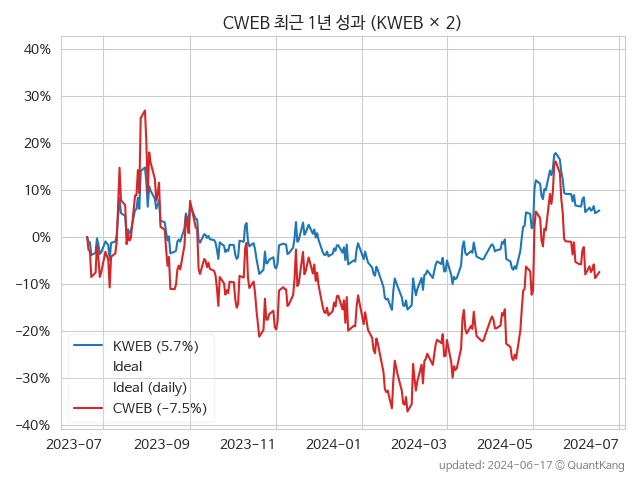 CWEB 최근 1년 성과 (KWEB × 2)
40%
30%
20%
10%
0%
−10%
−20%
−30%
−40%
KWEB (5.7%)
Ideal
Ideal (daily)
CWEB (−7.5%)
2023-07
2023-09
2023-11
2024-01
2024-03
2024-05
2024-07
updated: 2024-06-17 © QuantKang